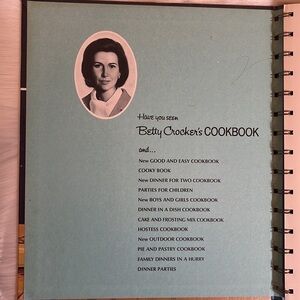 Have you seen
Betty Crocker's COOKBOOK
and...
New GOOD AND EASY COOKBOOK
COOKY BOOK
New DINNER FOR TWO COOKBOOK
PARTIES FOR CHILDREN
New BOYS AND GIRLS COOKBOOK
DINNER IN A DISH COOKBOOK
CAKE AND FROSTING MIX COOKBOOK
HOSTESS COOKBOOK
New OUTDOOR COOKBOOK
PIE AND PASTRY COOKBOOK
FAMILY DINNERS IN A HURRY
DINNER PARTIES